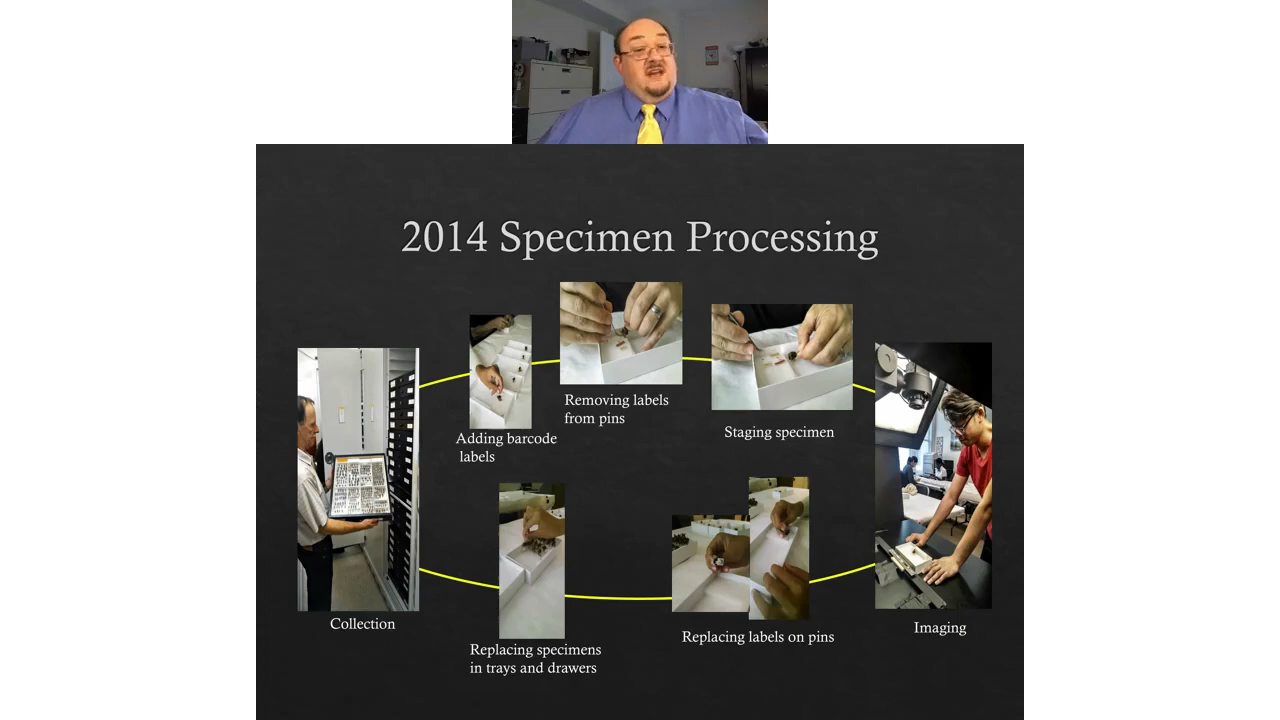 2014 Specimen Processing
Removing labels
from pins
Staging specimen
Adding barcode
labels
Collection
Imaging
Replacing labels on pins
Replacing specimens
in trays and drawers